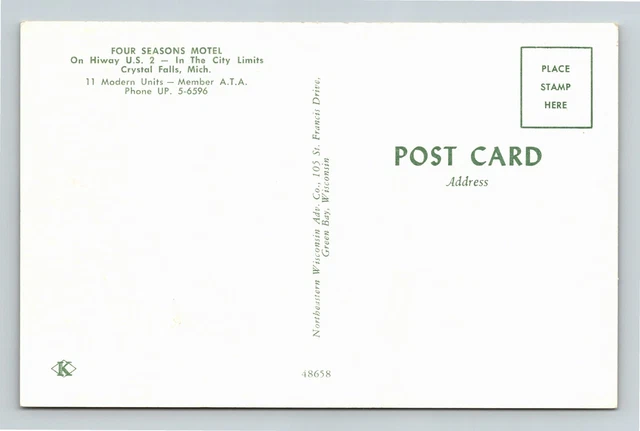 FOUR SEASONS MOTEL
On Hiway U.S. 2 — In The City Limits
Crystal Falls, Mich.
11 Modern Units — Member A.T.A.
Phone UP. 5-6596
Northeastern Wisconsin Adv. Co., 105 St. Francis Drive,
Green Bay, Wisconsin
PLACE
STAMP
HERE
POST CARD
Address
K
48658